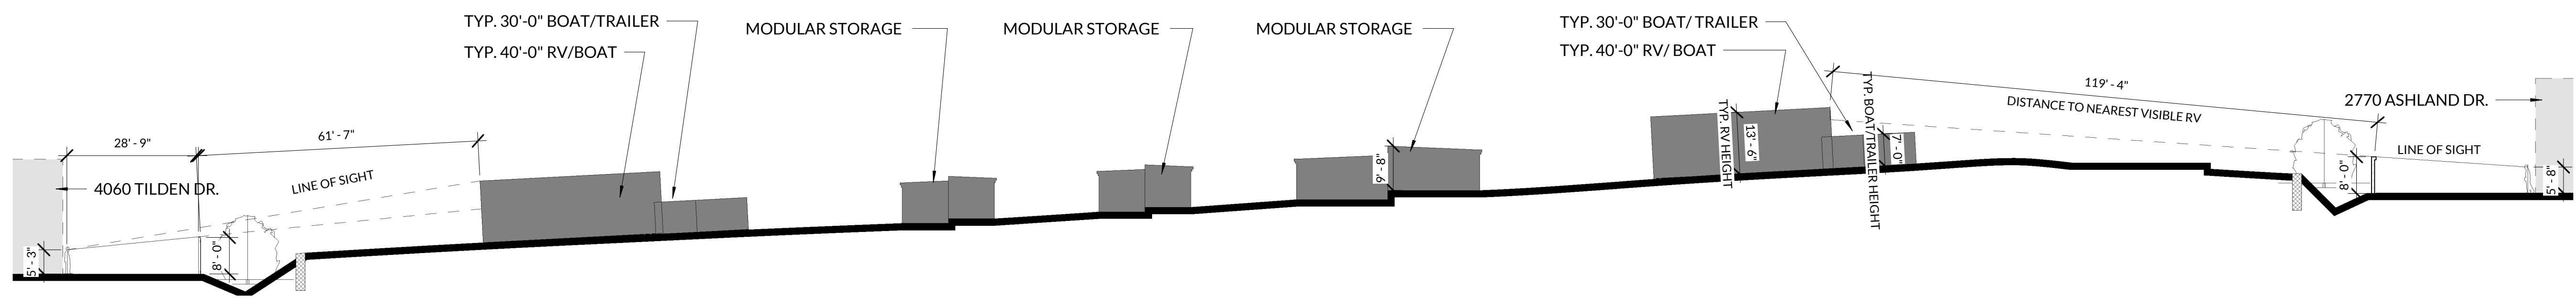 TYP. 30'-0" BOAT/TRAILER
TYP. 40'-0" RV/BOAT
MODULAR STORAGE
MODULAR STORAGE
MODULAR STORAGE
TYP. 30'-0" BOAT/ TRAILER
TYP. 40'-0" RV/ BOAT
119' - 4"
DISTANCE TO NEAREST VISIBLE RV
2770 ASHLAND DR.
28' - 9"
61' - 7"
LINE OF SIGHT
4060 TILDEN DR.
5' - 3"
8' - 0"
9' - 8"
TYP. RV HEIGHT
13' - 6"
TYP. BOAT/TRAILER HEIGHT
7' - 0"
8' - 0"
LINE OF SIGHT
5' - 8"